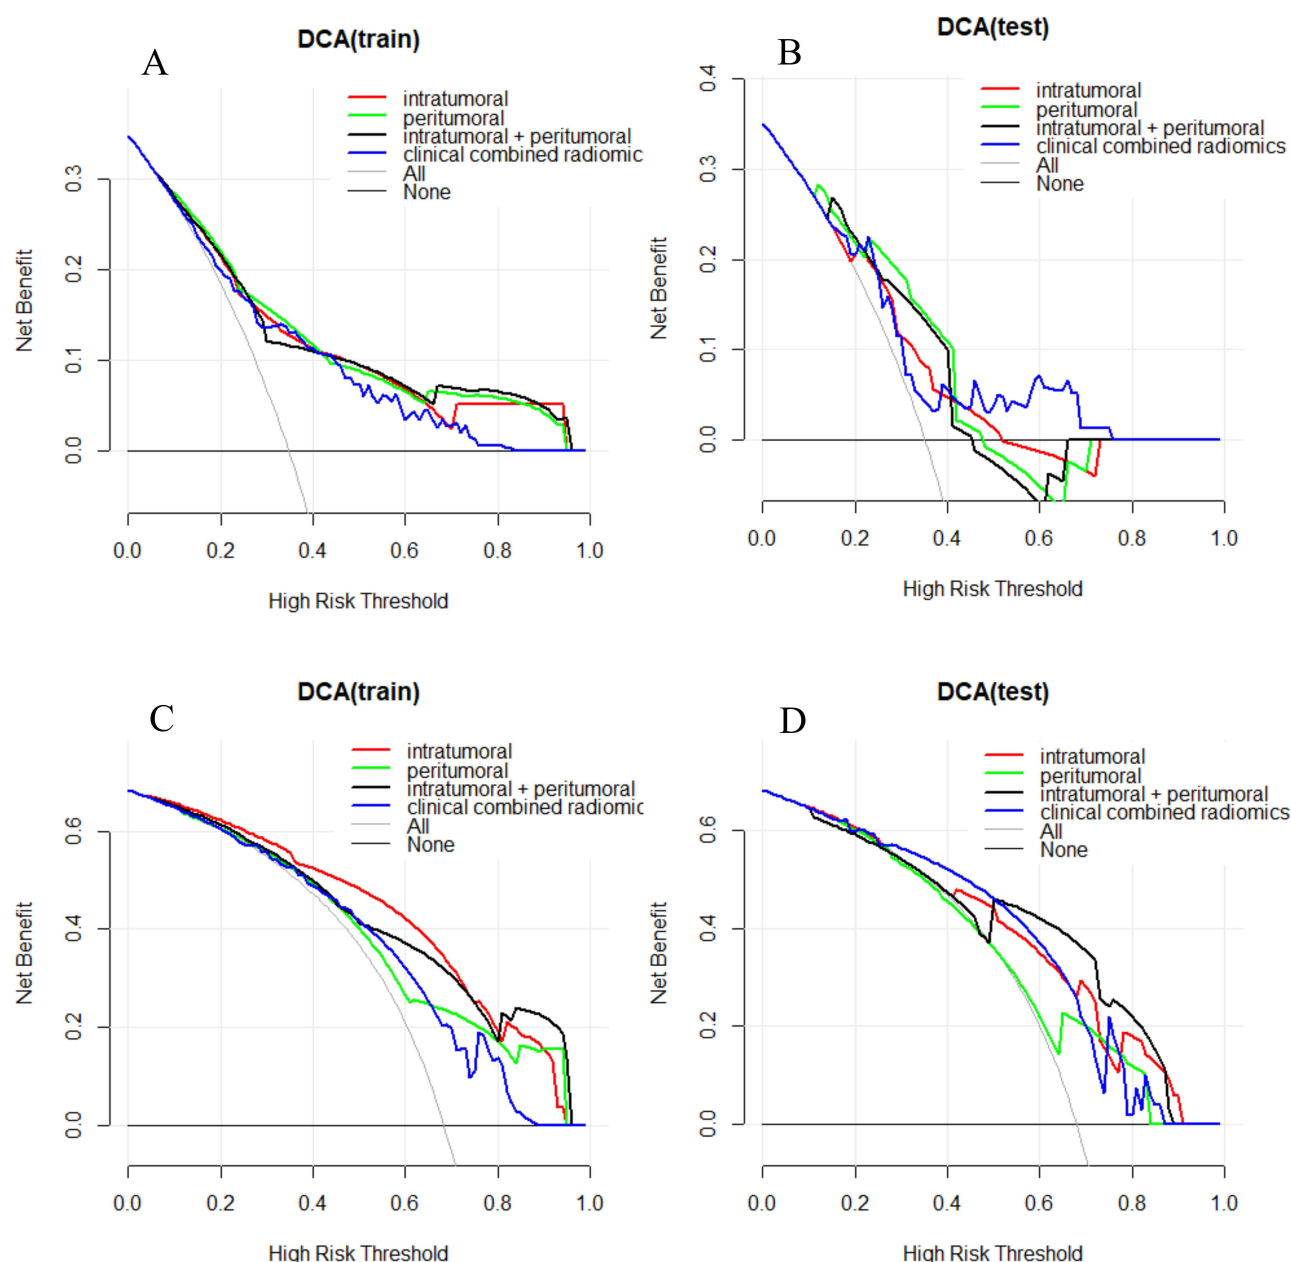 DCA(train)
A
intratumoral
peritumoral
intratumoral + peritumoral
clinical combined radiomic
All
None
Net Benefit
0.3
0.2
0.1
0.0
0.0 0.2 0.4 0.6 0.8 1.0
High Risk Threshold
DCA(test)
B
intratumoral
peritumoral
intratumoral + peritumoral
clinical combined radiomics
All
None
Net Benefit
0.4
0.3
0.2
0.1
0.0
0.0 0.2 0.4 0.6 0.8 1.0
High Risk Threshold
DCA(train)
C
intratumoral
peritumoral
intratumoral + peritumoral
clinical combined radiomic
All
None
Net Benefit
0.6
0.4
0.2
0.0
0.0 0.2 0.4 0.6 0.8 1.0
High Risk Threshold
DCA(test)
D
intratumoral
peritumoral
intratumoral + peritumoral
clinical combined radiomics
All
None
Net Benefit
0.6
0.4
0.2
0.0
0.0 0.2 0.4 0.6 0.8 1.0
High Risk Threshold